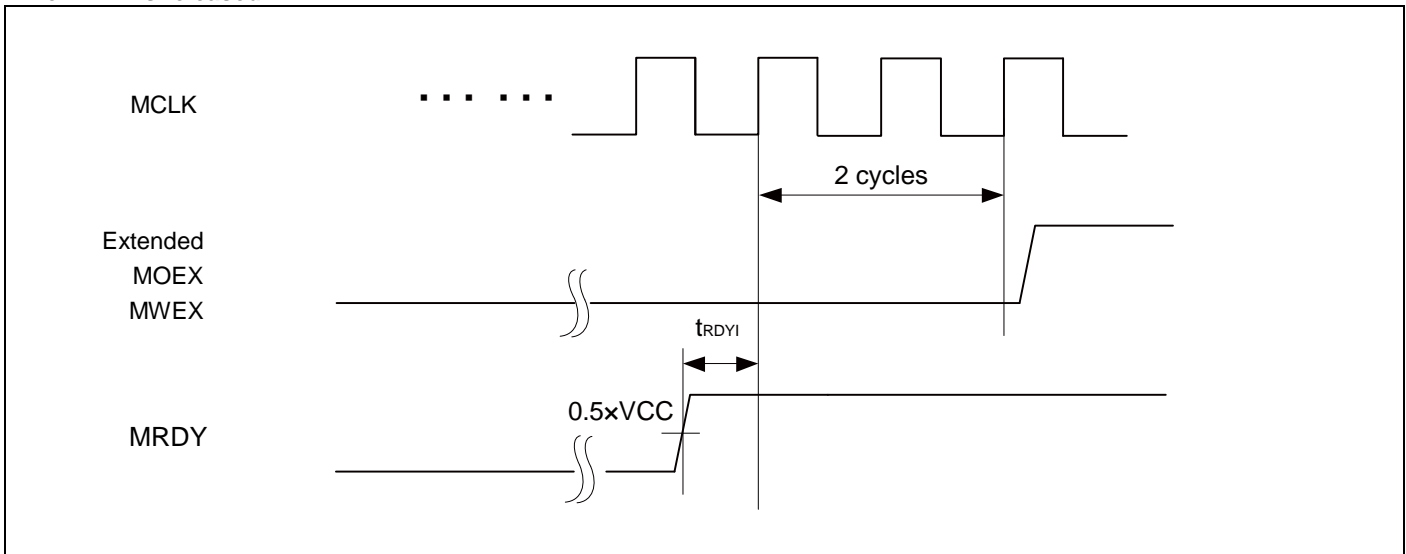 MCLK
2 cycles
Extended
MOEX
MWEX
tRDYI
0.5×VCC
MRDY